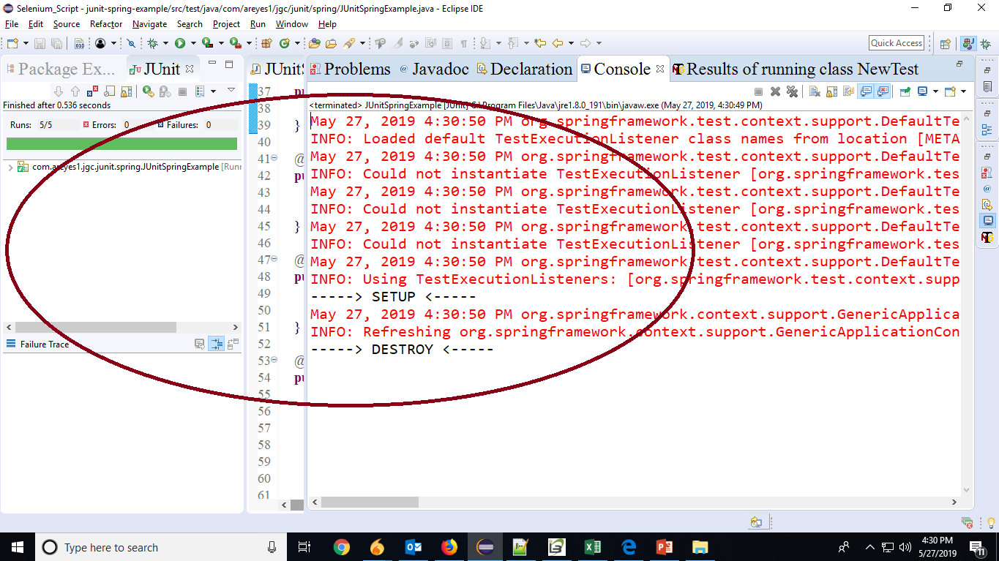 Selenium_Script - junit-spring-example/src/test/java/com/areyes1/jgc/junit/spring/JUnitSpringExample.java - Eclipse IDE
File Edit Source Refactor Navigate Search Project Run Window Help
Quick Access
Package Ex...
JUnit
Finished after 0.536 seconds
Runs: 5/5 Errors: 0 Failures: 0
com.areyes1.jgc.junit.spring.JUnitSpringExample [Runn
Failure Trace
JUnitS
37 pu
38
39 }
40
41 @
42 pu
43
44
45 }
46
47 @
48 pu
49
50
51 }
52
53 @
54 pu
55
56
57
58
59
60
61
Problems @ Javadoc Declaration Console Results of running class NewTest
<terminated> JUnitSpringExample [JUnit] C:\Program Files\Java\jre1.8.0_191\bin\javaw.exe (May 27, 2019, 4:30:49 PM)
May 27, 2019 4:30:50 PM org.springframework.test.context.support.DefaultTe
INFO: Loaded default TestExecutionListener class names from location [META
May 27, 2019 4:30:50 PM org.springframework.test.context.support.DefaultTe
INFO: Could not instantiate TestExecutionListener [org.springframework.tes
May 27, 2019 4:30:50 PM org.springframework.test.context.support.DefaultTe
INFO: Could not instantiate TestExecutionListener [org.springframework.tes
May 27, 2019 4:30:50 PM org.springframework.test.context.support.DefaultTe
INFO: Could not instantiate TestExecutionListener [org.springframework.tes
May 27, 2019 4:30:50 PM org.springframework.test.context.support.DefaultTe
INFO: Using TestExecutionListeners: [org.springframework.test.context.supp
-----> SETUP <-----
May 27, 2019 4:30:50 PM org.springframework.context.support.GenericApplica
INFO: Refreshing org.springframework.context.support.GenericApplicationCon
-----> DESTROY <-----
Type here to search
4:30 PM
5/27/2019
11